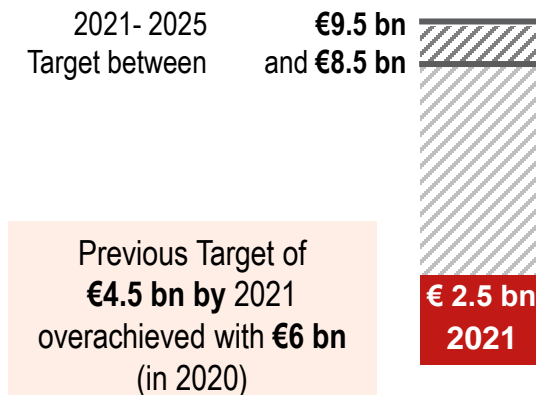 2021- 2025 €9.5 bn
Target between and €8.5 bn
Previous Target of
€4.5 bn by 2021
overachieved with €6 bn
(in 2020)
€ 2.5 bn
2021